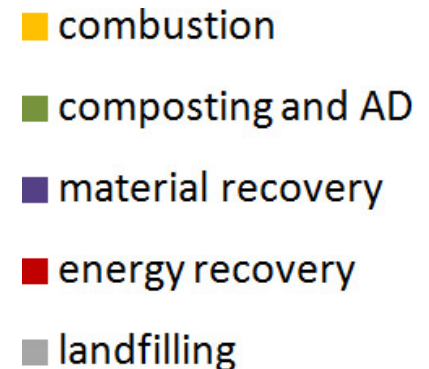 combustion
composting and AD
material recovery
energy recovery
landfilling